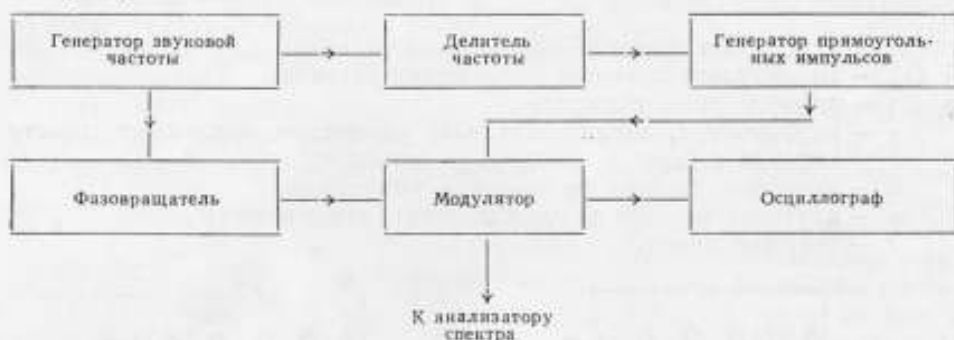 Генератор звуковой
частоты
Делитель
частоты
Генератор прямоуголь-
ных импульсов
Фазовращатель
Модулятор
Осциллограф
К анализатору
спектра